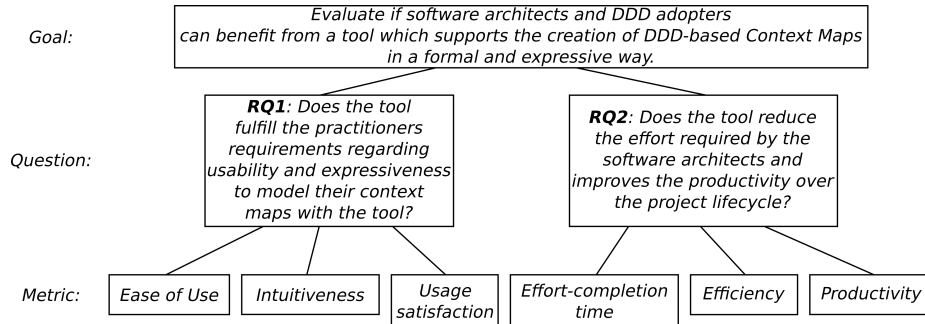 Goal:
Evaluate if software architects and DDD adopters
can benefit from a tool which supports the creation of DDD-based Context Maps
in a formal and expressive way.
Question:
RQ1: Does the tool
fulfill the practitioners
requirements regarding
usability and expressiveness
to model their context
maps with the tool?
RQ2: Does the tool reduce
the effort required by the
software architects and
improves the productivity over
the project lifecycle?
Metric:
Ease of Use
Intuitiveness
Usage
satisfaction
Effort-completion
time
Efficiency
Productivity